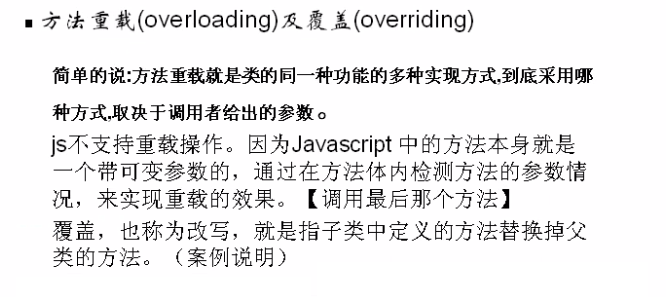 ▪ 方法重载(overloading)及覆盖(overriding)
简单的说:方法重载就是类的同一种功能的多种实现方式,到底采用哪
种方式,取决于调用者给出的参数。
js不支持重载操作。因为Javascript 中的方法本身就是
一个带可变参数的，通过在方法体内检测方法的参数情
况，来实现重载的效果。【调用最后那个方法】
覆盖，也称为改写，就是指子类中定义的方法替换掉父
类的方法。（案例说明）